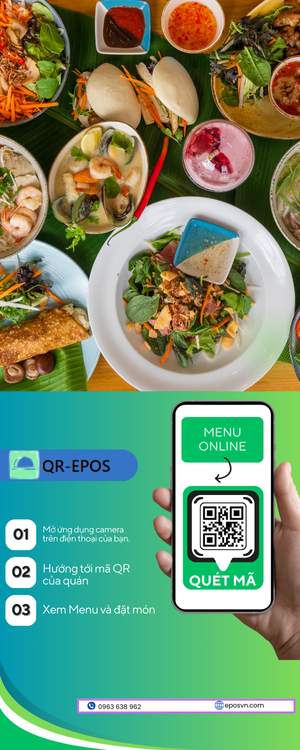 MENU
ONLINE
QR-EPOS
01
Mở ứng dụng camera
trên điện thoại của bạn.
02
Hướng tới mã QR
của quán
03
Xem Menu và đặt món
QUÉT MÃ
0963 638 962
eposvn.com